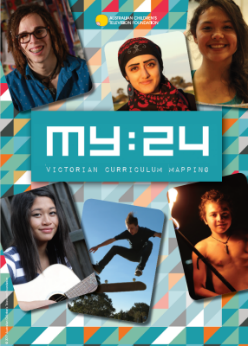 AUSTRALIAN CHILDREN'S
TELEVISION FOUNDATION
MY:24
VICTORIAN CURRICULUM MAPPING